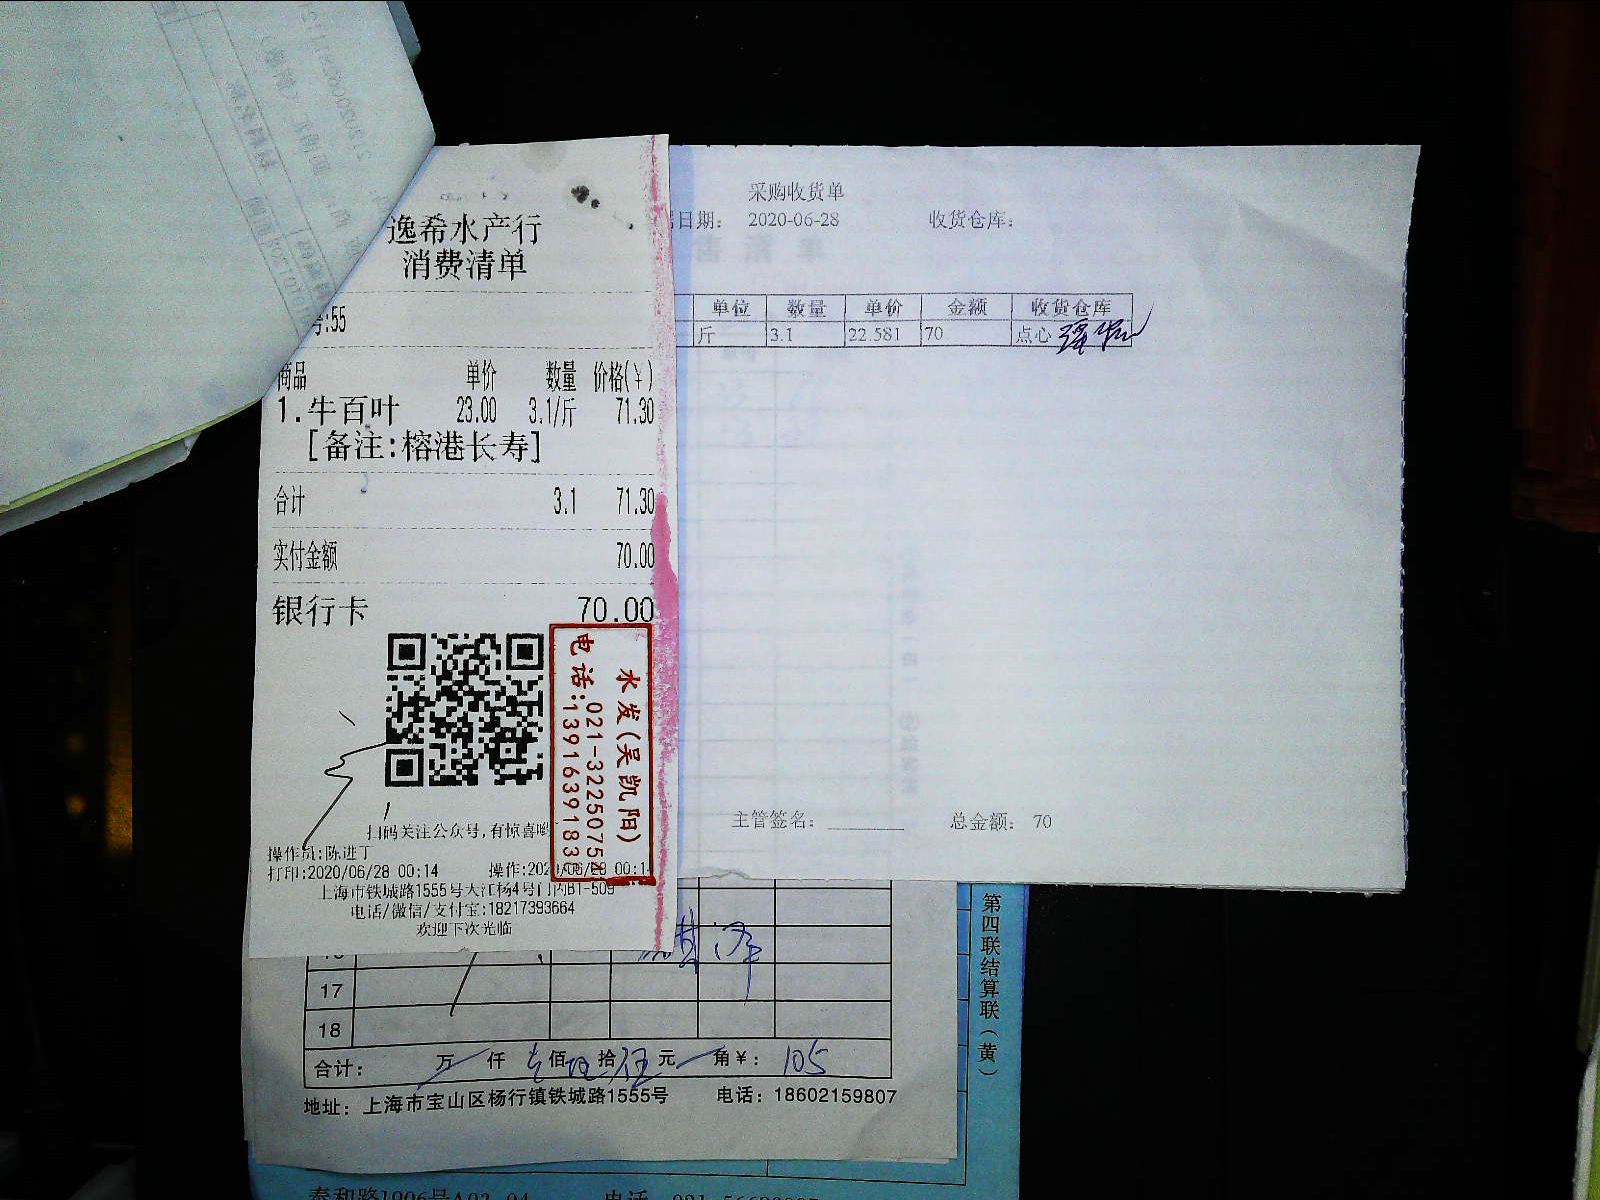 逸希水产行
消费清单
号:55
商品 单价 数量 价格(￥)
1.牛百叶 23.00 3.1/斤 71.30
[备注:榕港长寿]
合计 3.1 71.30
实付金额 70.00
银行卡 70.00
水发(吴凯阳)
021-32250752
电话:13916391830
扫码关注公众号,有惊喜哟
操作员:陈进丁
打印:2020/06/28 00:14 操作:2020/06/28 00:14
上海市铁城路1555号大江杨4号门内B1-509
电话/微信/支付宝:18217393664
欢迎下次光临
采购收货单
日期: 2020-06-28 收货仓库:
单位 数量 单价 金额 收货仓库
斤 3.1 22.581 70 点心
主管签名: 总金额: 70
17
18
合计: 万 仟 壹佰 拾伍元 角￥: 105
地址: 上海市宝山区杨行镇铁城路1555号 电话: 18602159807
第四联结算联(黄)